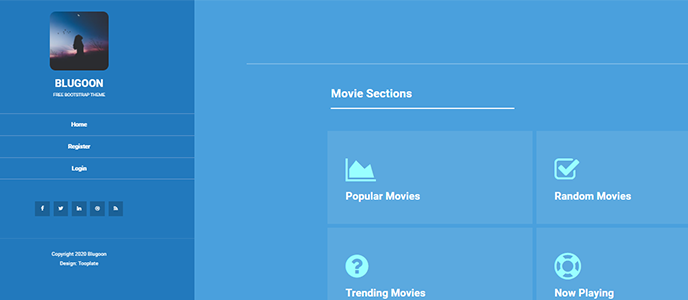 BLUGOON
FREE BOOTSTRAP THEME
Home
Register
Login
Copyright 2020 Blugoon
Design: Tooplate
Movie Sections
Popular Movies
Random Movies
Trending Movies
Now Playing